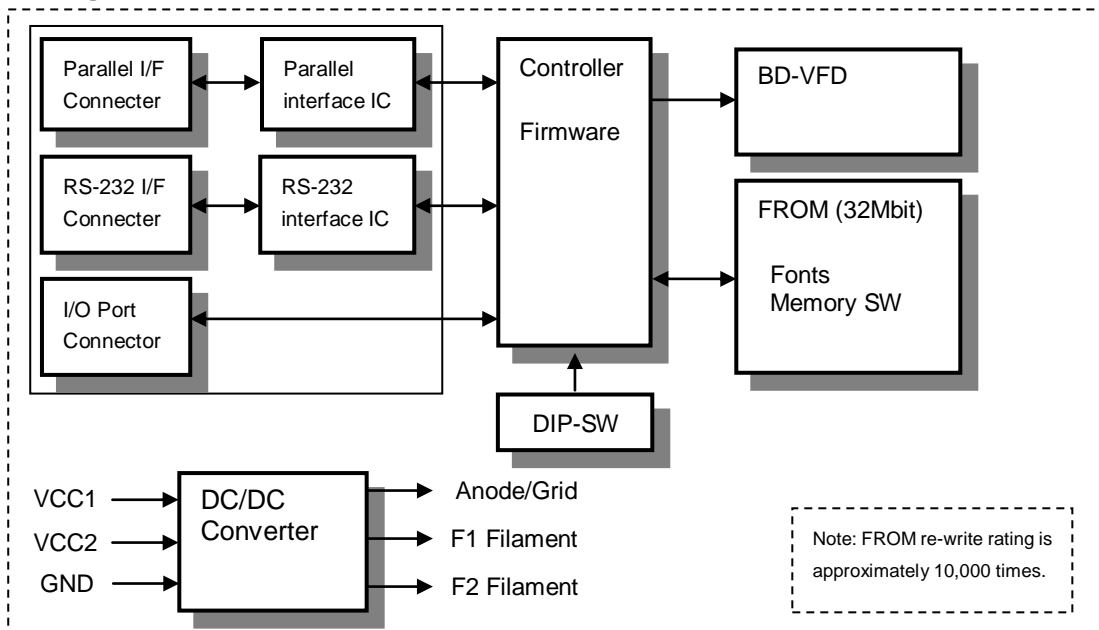 Parallel I/F
Connecter
Parallel
interface IC
RS-232 I/F
Connecter
RS-232
interface IC
I/O Port
Connector
Controller
Firmware
BD-VFD
FROM (32Mbit)
Fonts
Memory SW
DIP-SW
VCC1
VCC2
GND
DC/DC
Converter
Anode/Grid
F1 Filament
F2 Filament
Note: FROM re-write rating is
approximately 10,000 times.